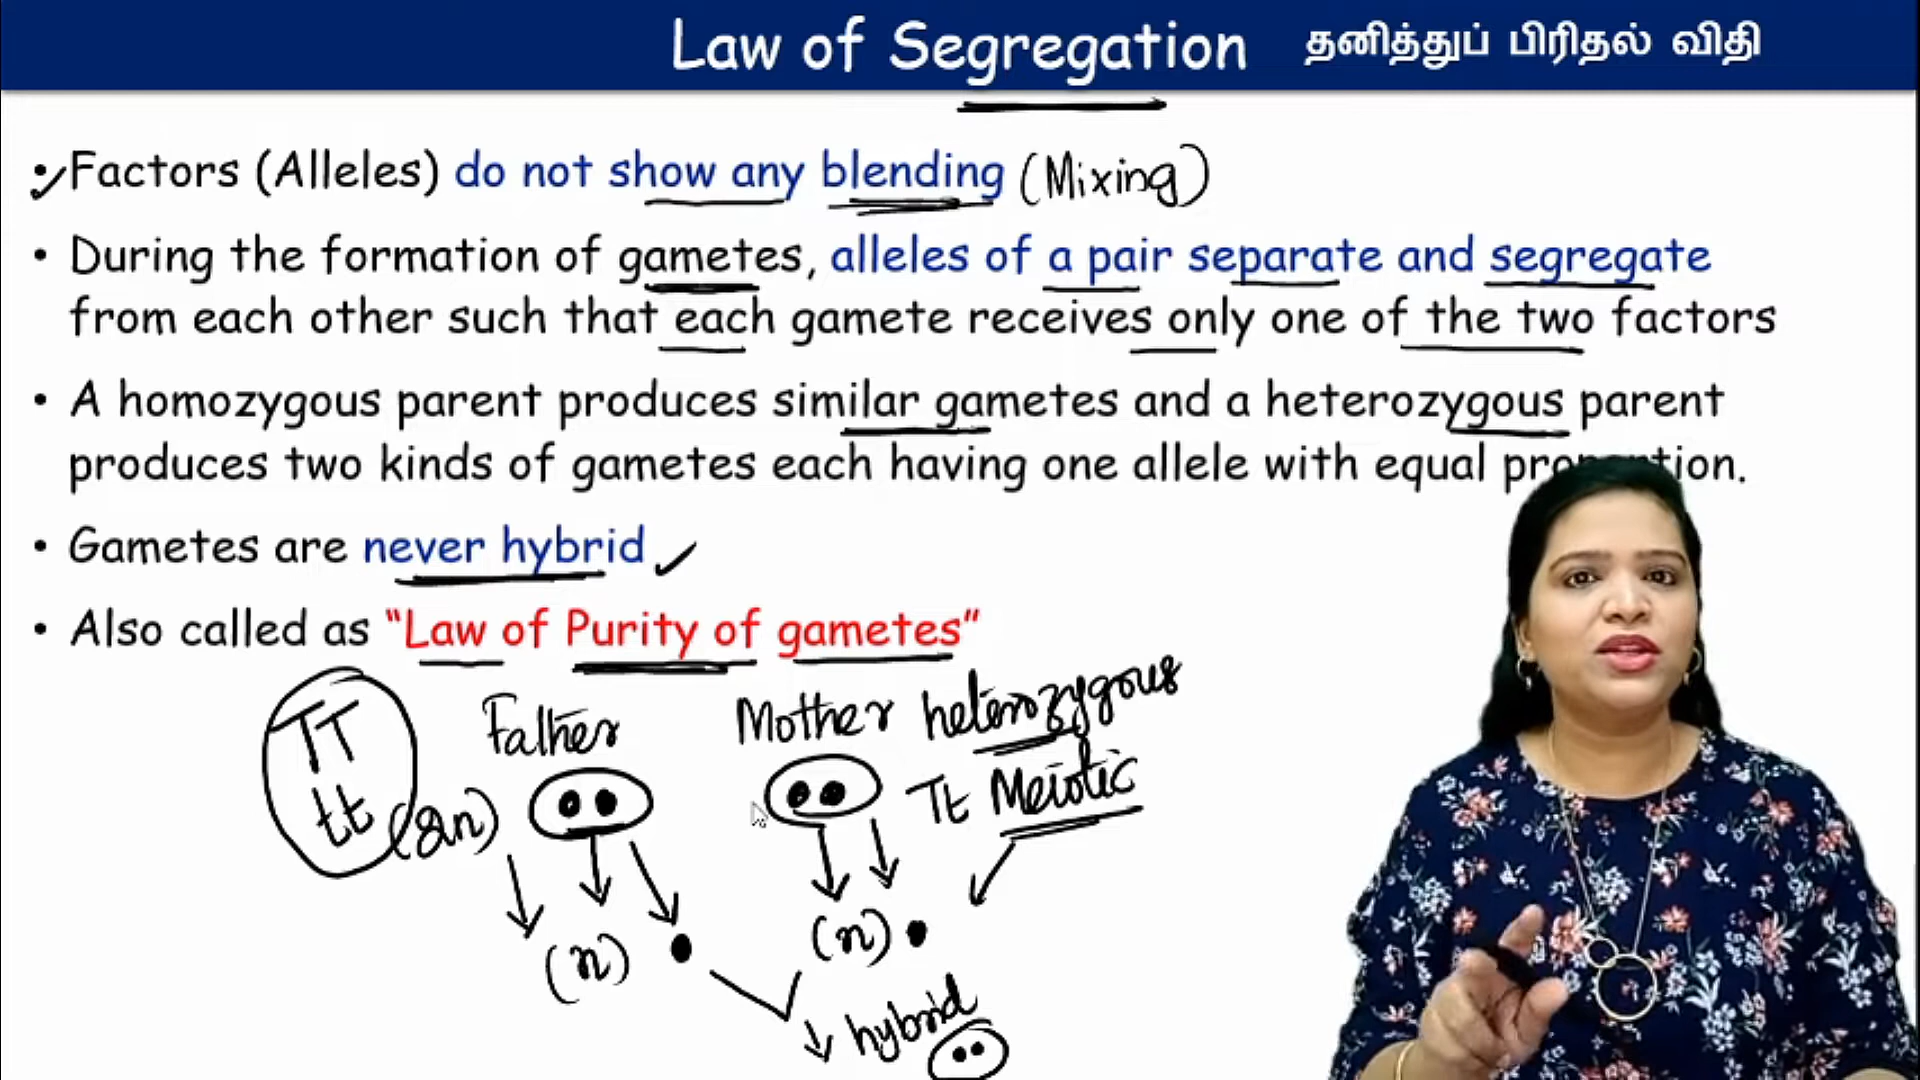 Law of Segregation தனித்துப் பிரிதல் விதி
• Factors (Alleles) do not show any blending (Mixing)
• During the formation of gametes, alleles of a pair separate and segregate
from each other such that each gamete receives only one of the two factors
• A homozygous parent produces similar gametes and a heterozygous parent
produces two kinds of gametes each having one allele with equal
• Gametes are never hybrid
• Also called as “Law of Purity of gametes”
Father Mother heterozygous
TT
tt (2n) Tt Meiotic
(n) (n)
hybrid